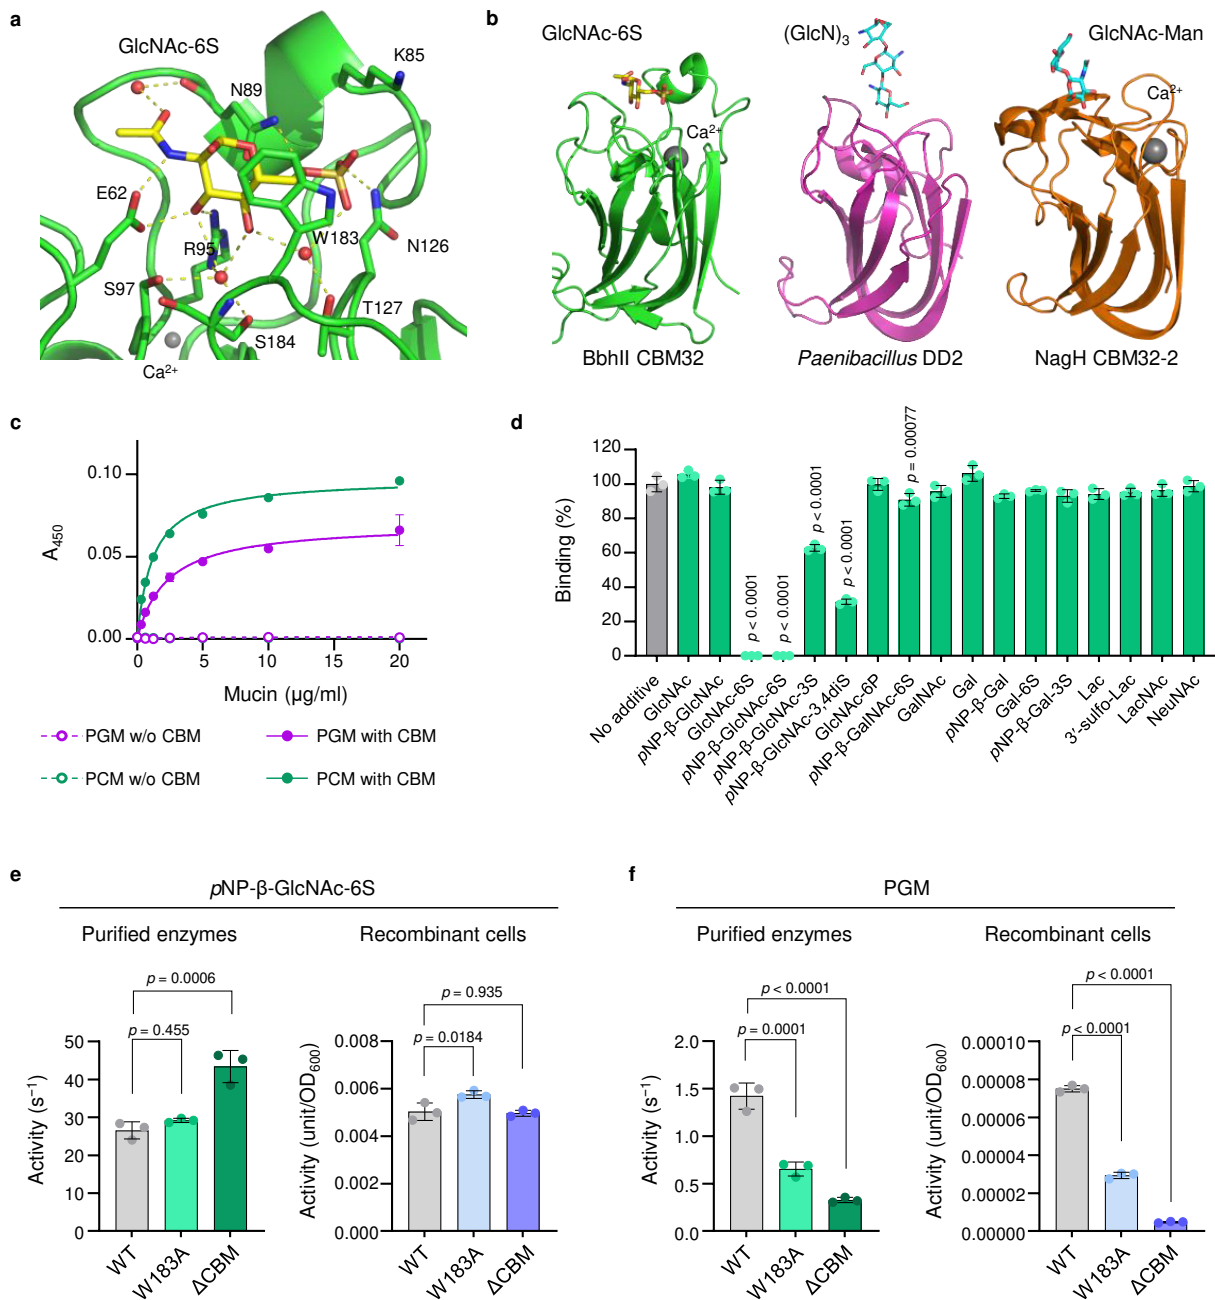 a
GlcNAc-6S
K85
N89
E62
R95
W183
N126
S97
T127
S184
Ca²⁺
b
GlcNAc-6S
(GlcN)₃
GlcNAc-Man
Ca²⁺
Ca²⁺
BbhII CBM32
Paenibacillus DD2
NagH CBM32-2
c
A₄₅₀
0.10
0.05
0.00
0
5
10
20
Mucin (µg/ml)
PGM w/o CBM
PGM with CBM
PCM w/o CBM
PCM with CBM
d
Binding (%)
120
100
80
60
40
20
0
p < 0.0001
p < 0.0001
p < 0.0001
p < 0.0001
p = 0.00077
No additive
GlcNAc
pNP-β-GlcNAc
GlcNAc-6S
pNP-β-GlcNAc-6S
pNP-β-GlcNAc-3S
pNP-β-GlcNAc-3,4diS
GlcNAc-6P
pNP-β-GalNAc-6S
GalNAc
Gal
pNP-β-Gal
Gal-6S
pNP-β-Gal-3S
Lac
3'-sulfo-Lac
LacNAc
NeuNAc
e
pNP-β-GlcNAc-6S
Purified enzymes
p = 0.0006
p = 0.455
Activity (s⁻¹)
50
40
30
20
10
0
WT
W183A
ΔCBM
Recombinant cells
p = 0.935
p = 0.0184
Activity (unit/OD₆₀₀)
0.008
0.006
0.004
0.002
0.000
WT
W183A
ΔCBM
f
PGM
Purified enzymes
p < 0.0001
p = 0.0001
Activity (s⁻¹)
2.0
1.5
1.0
0.5
0.0
WT
W183A
ΔCBM
Recombinant cells
p < 0.0001
p < 0.0001
Activity (unit/OD₆₀₀)
0.00010
0.00008
0.00006
0.00004
0.00002
0.00000
WT
W183A
ΔCBM